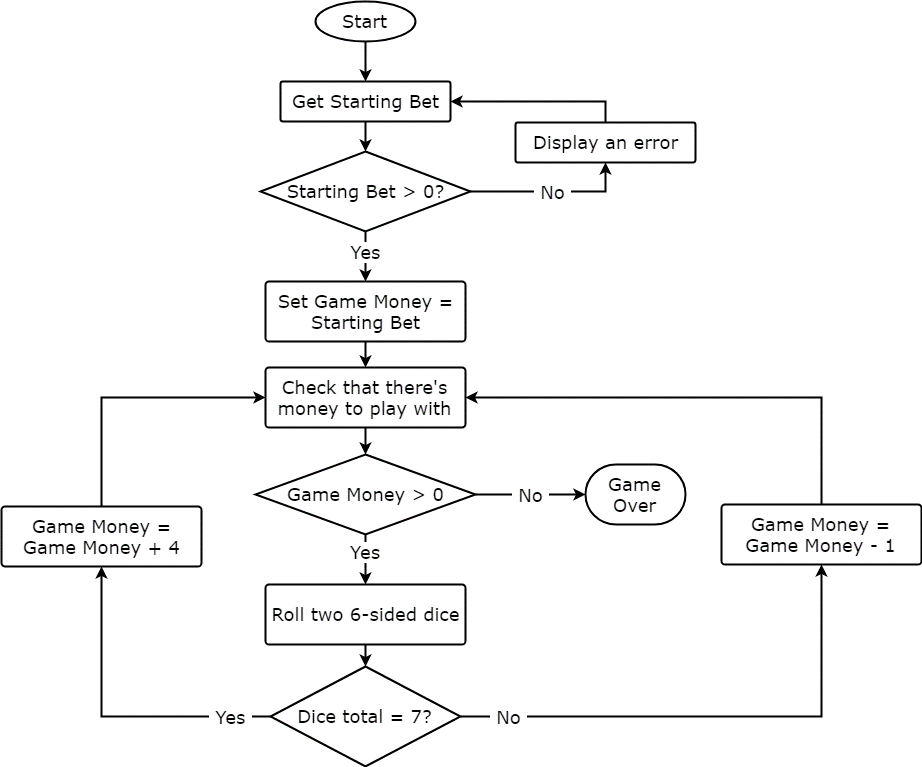 Start
Get Starting Bet
Display an error
Starting Bet > 0?
No
Yes
Set Game Money =
Starting Bet
Check that there's
money to play with
Game Money > 0
No
Game
Over
Yes
Game Money =
Game Money + 4
Game Money =
Game Money - 1
Roll two 6-sided dice
Yes
Dice total = 7?
No